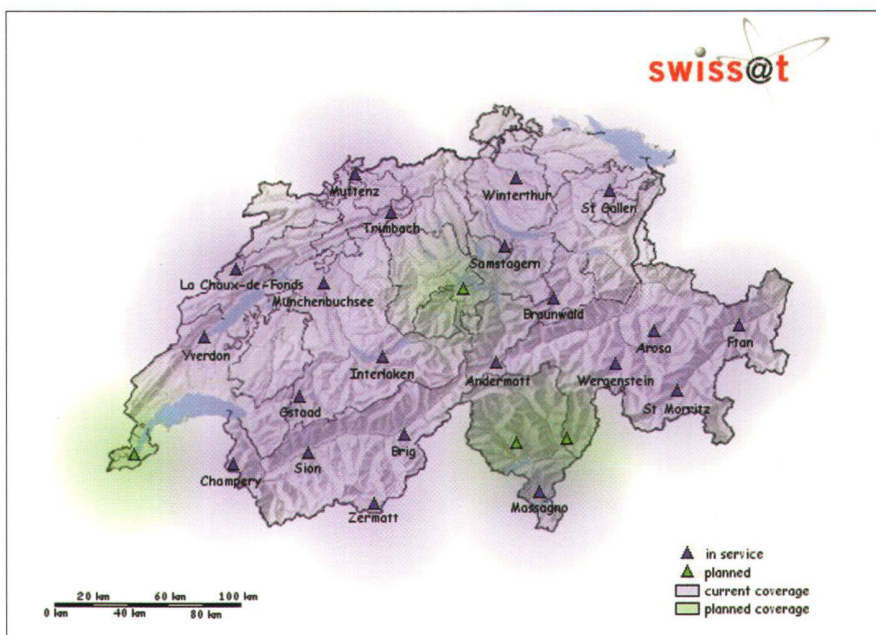 swiss@t
Muttenz
Winterthur
St Gallen
Trimbach
Samstagern
La Chaux-de-Fonds
Münchenbuchsee
Braunwald
Yverdon
Interlaken
Andermatt
Arosa
Ftan
Wergenstein
Gstaad
St Morritz
Champery
Sion
Brig
Zermatt
Massagno
in service
planned
current coverage
planned coverage
20 km 60 km 100 km
0 km 40 km 80 km